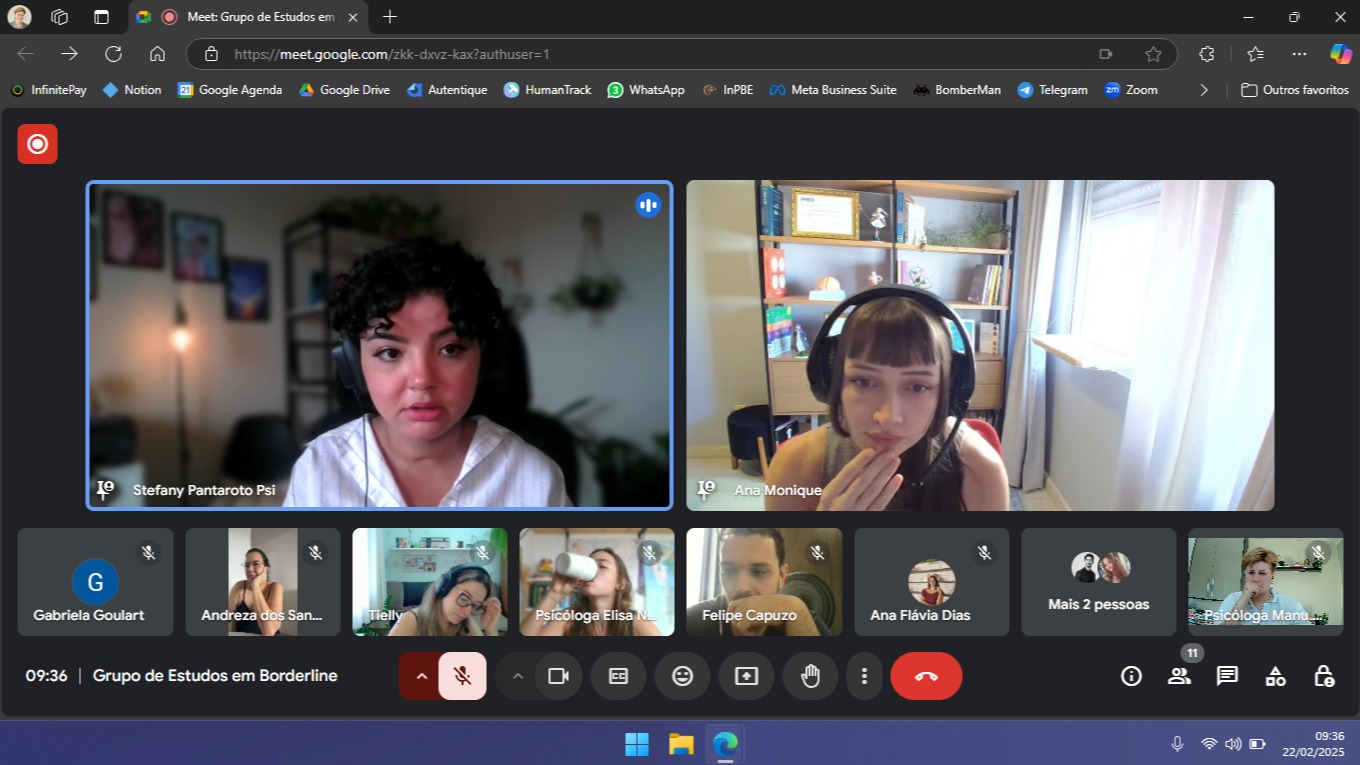 Meet: Grupo de Estudos em
https://meet.google.com/zkk-dxvz-kax?authuser=1
InfinitePay
Notion
21
Google Agenda
Google Drive
Autentique
HumanTrack
3
WhatsApp
InPBE
Meta Business Suite
BomberMan
Telegram
zm
Zoom
Outros favoritos
Stefany Pantaroto Psi
Ana Monique
G
Gabriela Goulart
Andreza dos San...
Tielly
Psicóloga Elisa N...
Felipe Capuzo
Ana Flávia Dias
Mais 2 pessoas
Psicóloga Manu ...
09:36
Grupo de Estudos em Borderline
11
09:36
22/02/2025